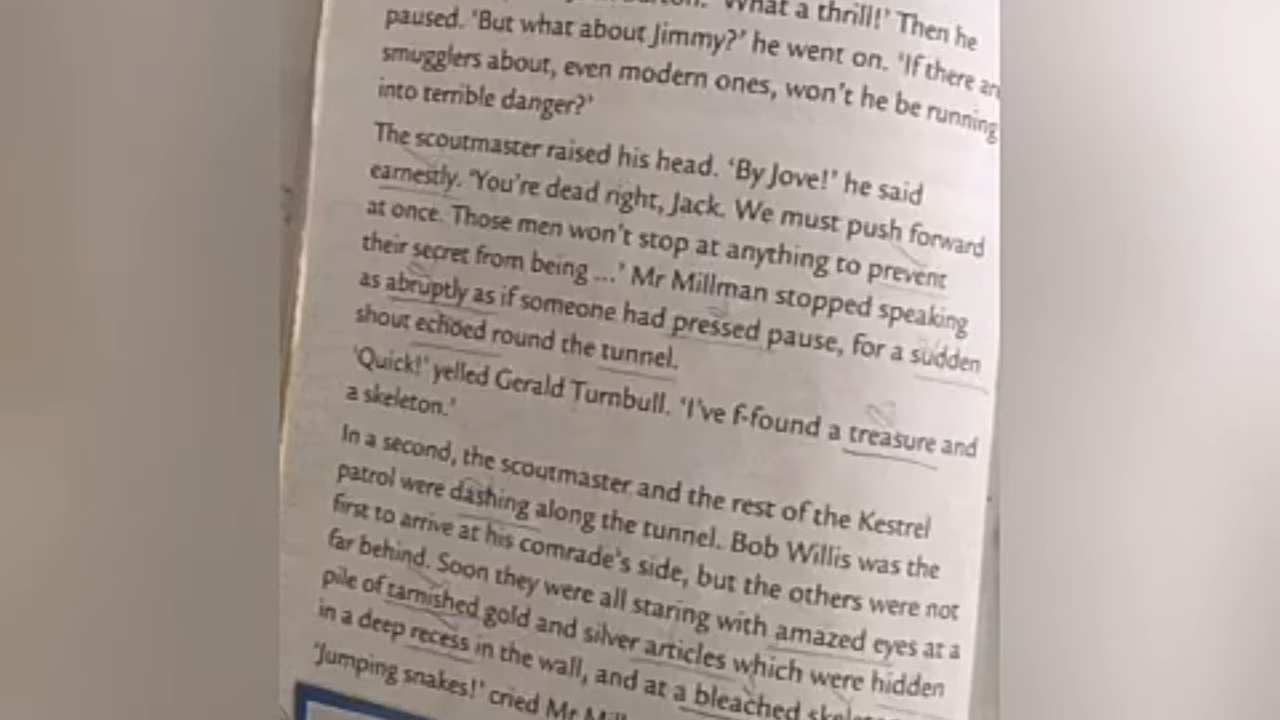 What a thrill!' Then he
paused. 'But what about Jimmy?' he went on. 'If there
smugglers about, even modern ones, won't he be running
into terrible danger?'
The scoutmaster raised his head. 'By Jove!' he said
earnestly. 'You're dead right, Jack. We must push forward
at once. Those men won't stop at anything to prevent
their secret from being ...' Mr Millman stopped speaking
as abruptly as if someone had pressed pause, for a sudden
shout echoed round the tunnel.
'Quick!' yelled Gerald Turnbull. 'I've f-found a treasure and
a skeleton.'
In a second, the scoutmaster and the rest of the Kestrel
patrol were dashing along the tunnel. Bob Willis was the
first to arrive at his comrade's side, but the others were not
far behind. Soon they were all staring with amazed eyes at a
pile of tarnished gold and silver articles which were hidden
in a deep recess in the wall, and at a bleached
'Jumping snakes!' cried Mr